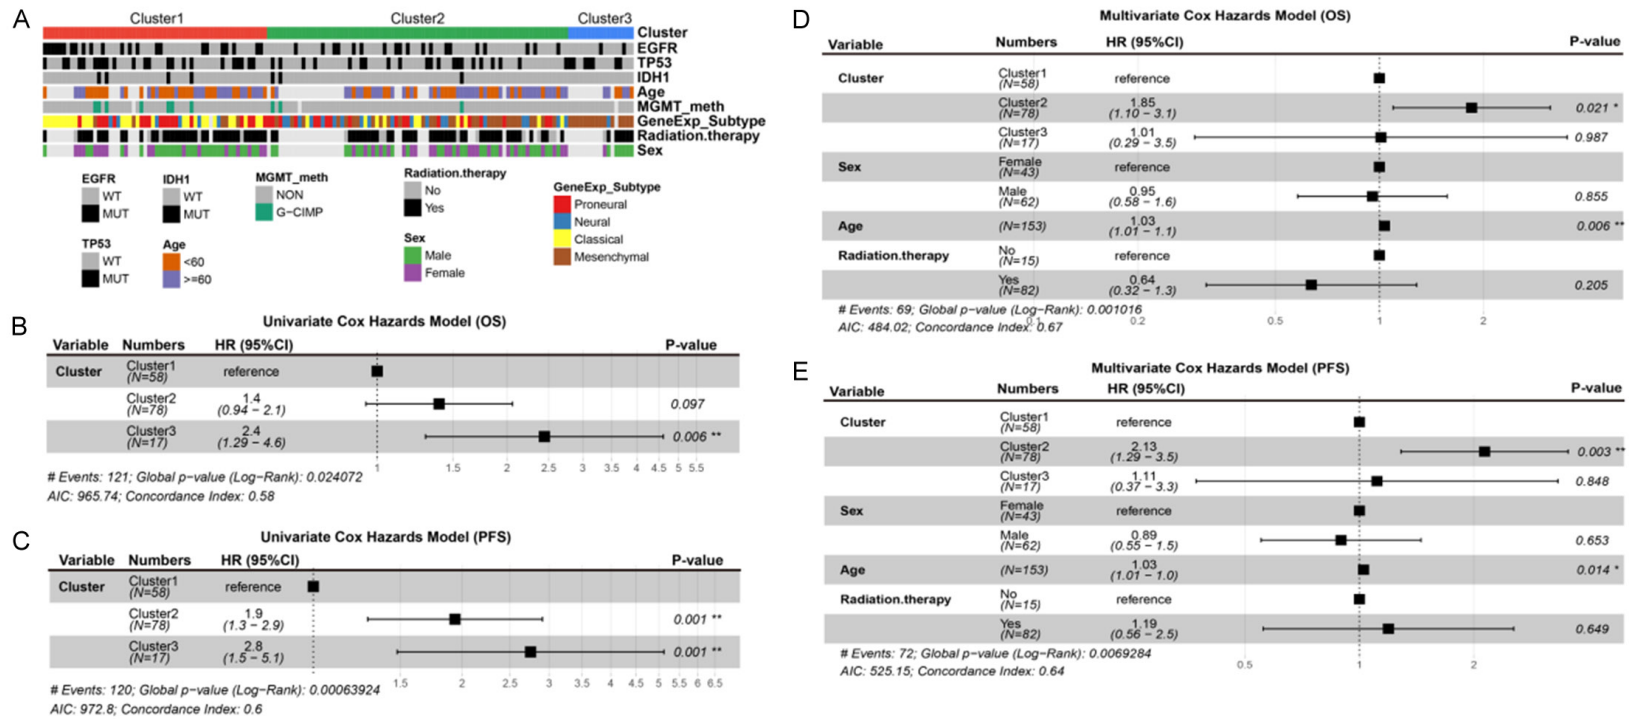 A
Cluster1 Cluster2 Cluster3
Cluster
EGFR
TP53
IDH1
Age
MGMT_meth
GeneExp_Subtype
Radiation.therapy
Sex
EGFR
WT
MUT
IDH1
WT
MUT
MGMT_meth
NON
G-CIMP
Radiation.therapy
No
Yes
GeneExp_Subtype
Proneural
Neural
Classical
Mesenchymal
TP53
WT
MUT
Age
<60
>=60
Sex
Male
Female
B
Univariate Cox Hazards Model (OS)
Variable Numbers HR (95%CI) P-value
Cluster Cluster1 (N=58) reference
Cluster2 (N=78) 1.4 (0.94 – 2.1) 0.097
Cluster3 (N=17) 2.4 (1.29 – 4.6) 0.006 **
1 1.5 2 2.5 3 3.5 4 4.5 5 5.5
# Events: 121; Global p-value (Log-Rank): 0.024072
AIC: 965.74; Concordance Index: 0.58
C
Univariate Cox Hazards Model (PFS)
Variable Numbers HR (95%CI) P-value
Cluster Cluster1 (N=58) reference
Cluster2 (N=78) 1.9 (1.3 – 2.9) 0.001 **
Cluster3 (N=17) 2.8 (1.5 – 5.1) 0.001 **
1.5 2 2.5 3 3.5 4 4.5 5 5.5 6 6.5
# Events: 120; Global p-value (Log-Rank): 0.00063924
AIC: 972.8; Concordance Index: 0.6
D
Multivariate Cox Hazards Model (OS)
Variable Numbers HR (95%CI) P-value
Cluster Cluster1 (N=58) reference
Cluster2 (N=78) 1.85 (1.10 – 3.1) 0.021 *
Cluster3 (N=17) 1.01 (0.29 – 3.5) 0.987
Sex Female (N=43) reference
Male (N=62) 0.95 (0.58 – 1.6) 0.855
Age (N=153) 1.03 (1.01 – 1.1) 0.006 **
Radiation.therapy No (N=15) reference
Yes (N=82) 0.64 (0.32 – 1.3) 0.205
# Events: 69; Global p-value (Log-Rank): 0.001016
AIC: 484.02; Concordance Index: 0.67
0.1 0.2 0.5 1 2
E
Multivariate Cox Hazards Model (PFS)
Variable Numbers HR (95%CI) P-value
Cluster Cluster1 (N=58) reference
Cluster2 (N=78) 2.13 (1.29 – 3.5) 0.003 **
Cluster3 (N=17) 1.11 (0.37 – 3.3) 0.848
Sex Female (N=43) reference
Male (N=62) 0.89 (0.55 – 1.5) 0.653
Age (N=153) 1.03 (1.01 – 1.0) 0.014 *
Radiation.therapy No (N=15) reference
Yes (N=82) 1.19 (0.56 – 2.5) 0.649
# Events: 72; Global p-value (Log-Rank): 0.0069284
AIC: 525.15; Concordance Index: 0.64
0.5 1 2